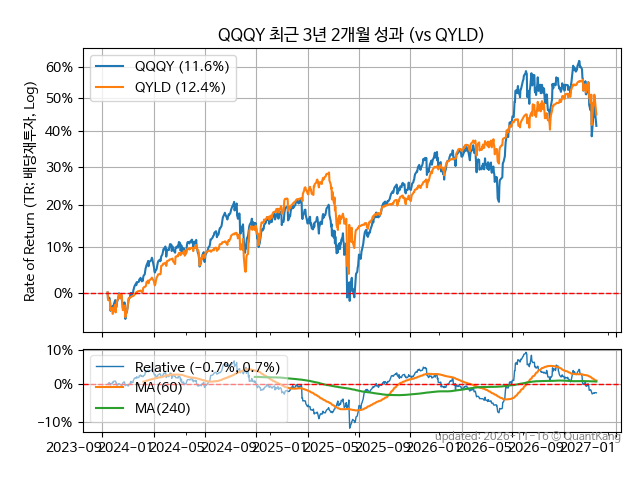 QQQY 최근 3년 2개월 성과 (vs QYLD)
QQQY (11.6%)
QYLD (12.4%)
Rate of Return (TR: 배당재투자, Log)
60%
50%
40%
30%
20%
10%
0%
Relative (−0.7%, 0.7%)
MA(60)
MA(240)
10%
0%
−10%
2023-09
2024-01
2024-05
2024-09
2025-01
2025-05
2025-09
2026-01
2026-05
2026-09
2027-01
updated: 2026-11-16 © QuantKang